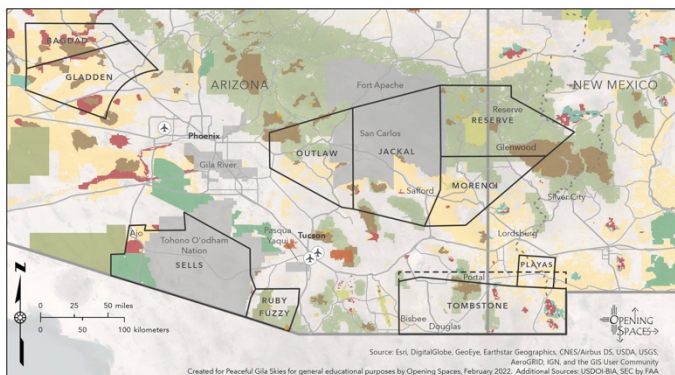 BAGDAD
GLADDEN
ARIZONA
NEW MEXICO
Fort Apache
Reserve
RESERVE
Phoenix
San Carlos
OUTLAW
JACKAL
Glenwood
Gila River
Safford
MORENCI
Silver City
Ajo
Tohono O'odham
Nation
SELLS
Pasqua
Yaqui
Tucson
Lordsburg
PLAYAS
Portal
RUBY
FUZZY
TOMBSTONE
Bisbee
Douglas
N
0 25 50 miles
0 50 100 kilometers
OPENING
SPACES
Source: Esri, DigitalGlobe, GeoEye, Earthstar Geographics, CNES/Airbus DS, USDA, USGS,
AeroGRID, IGN, and the GIS User Community
Created for Peaceful Gila Skies for general educational purposes by Opening Spaces, February 2022. Additional Sources: USDOI-BIA, SEC by FAA